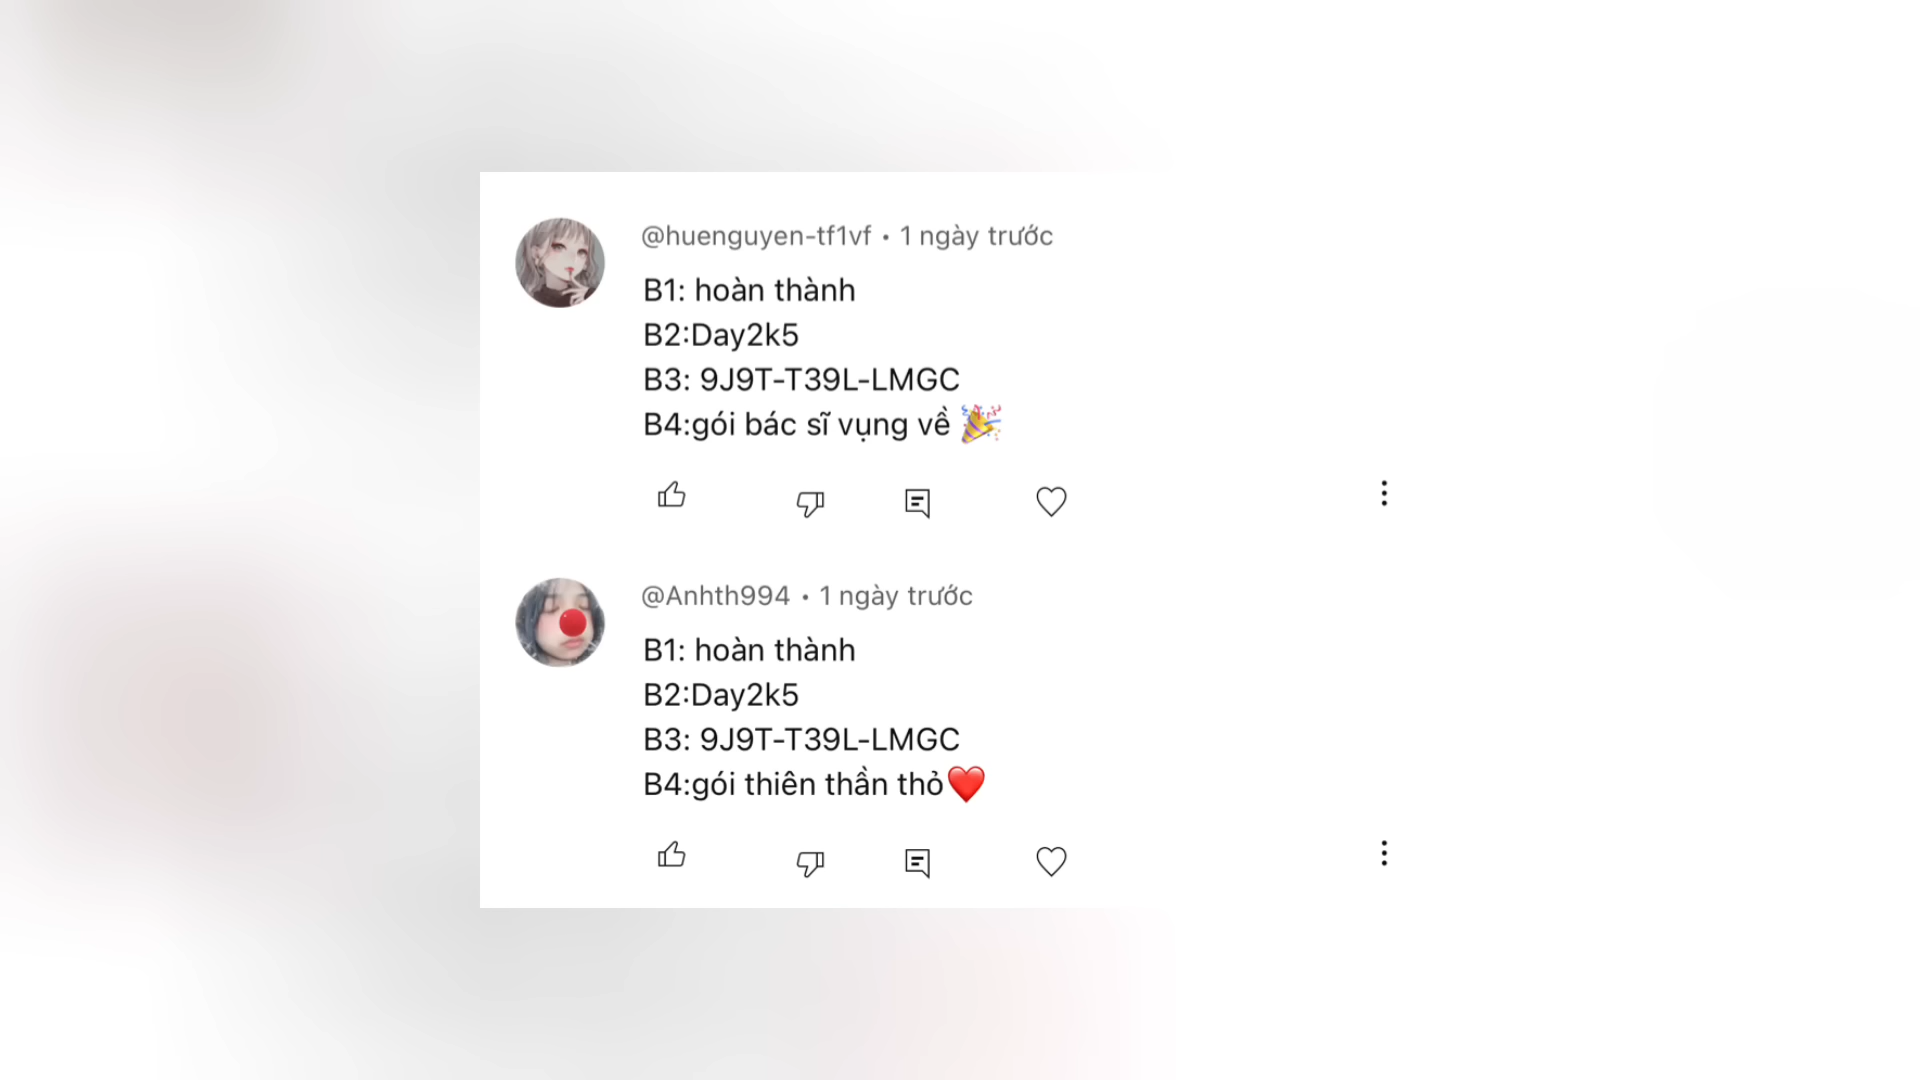 @huenguyen-tf1vf • 1 ngày trước
B1: hoàn thành
B2:Day2k5
B3: 9J9T-T39L-LMGC
B4:gói bác sĩ vụng về 🎉
@Anhth994 • 1 ngày trước
B1: hoàn thành
B2:Day2k5
B3: 9J9T-T39L-LMGC
B4:gói thiên thần thỏ❤️